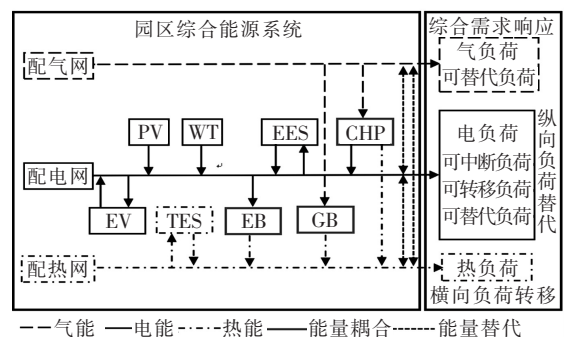 园区综合能源系统
综合需求响应
配气网
气负荷
可替代负荷
PV
WT
EES
CHP
配电网
电负荷
可中断负荷
可转移负荷
可替代负荷
纵向负荷替代
EV
TES
EB
GB
配热网
热负荷
横向负荷转移
气能 电能 热能 能量耦合 能量替代